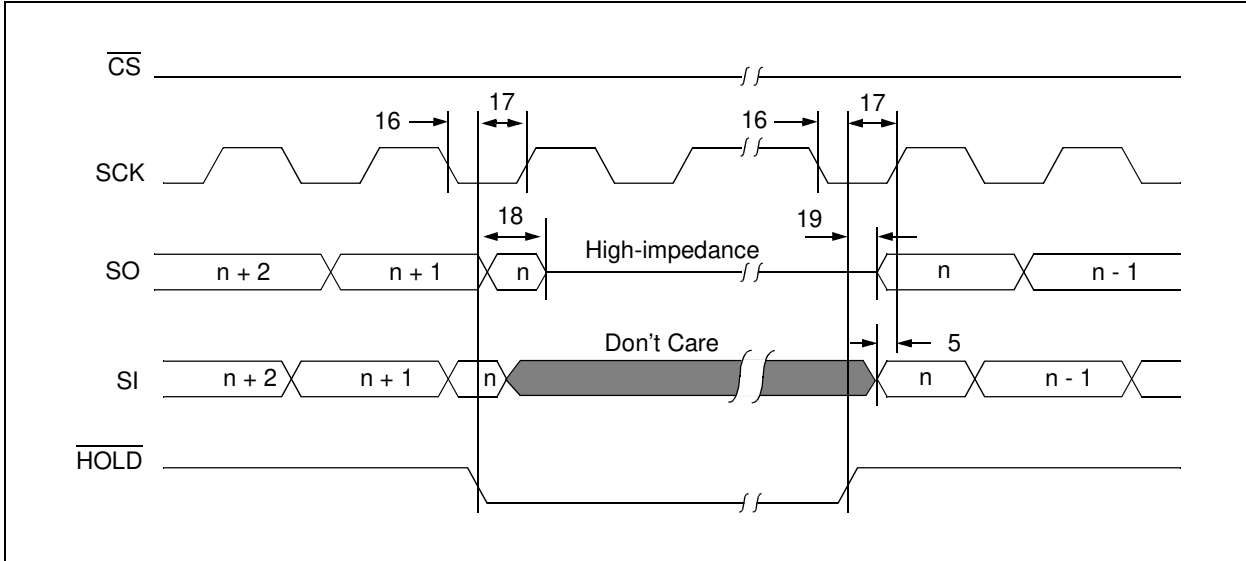 CS
17
17
16
16
SCK
18
19
High-impedance
SO
n + 2
n + 1
n
n
n - 1
Don't Care
5
SI
n + 2
n + 1
n
n
n - 1
HOLD